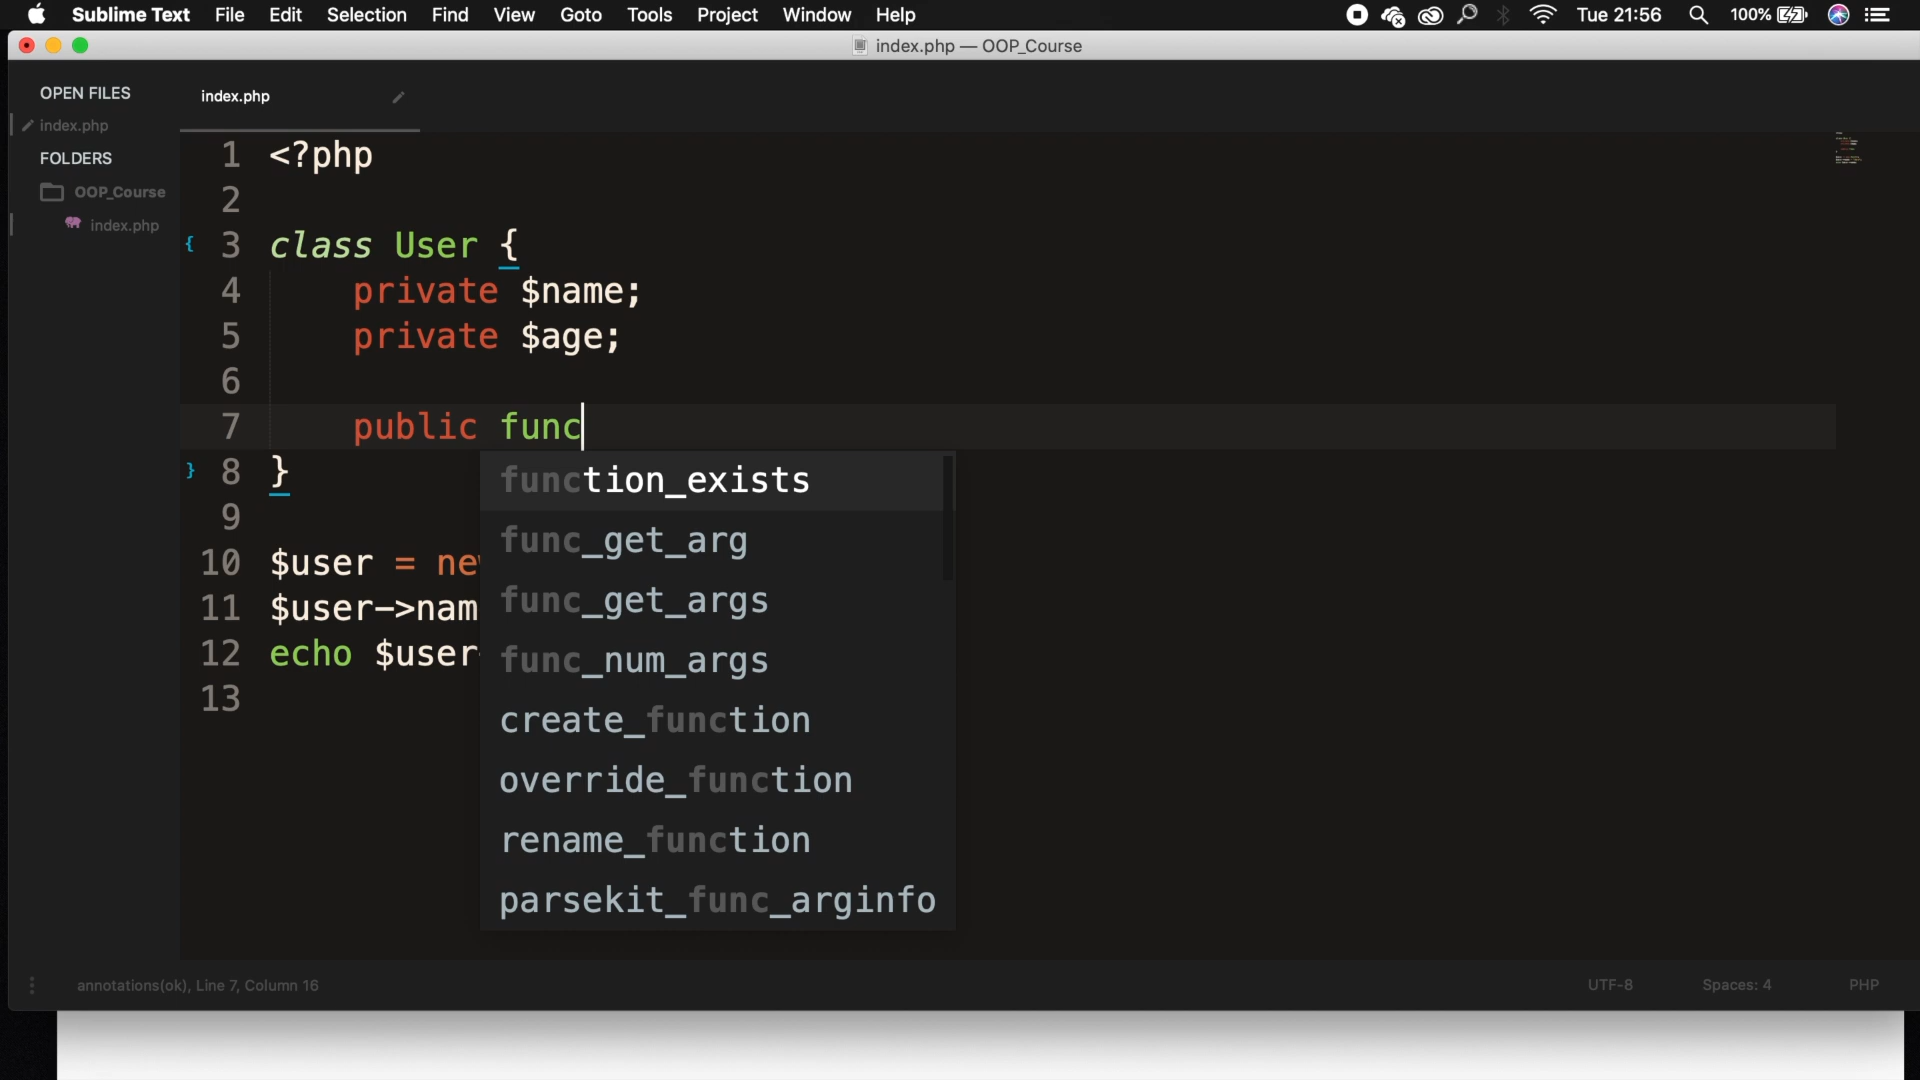 Sublime Text File Edit Selection Find View Goto Tools Project Window Help Tue 21:56 100%
index.php — OOP_Course
OPEN FILES
index.php
FOLDERS
OOP_Course
index.php
index.php
1 <?php
2
{ 3 class User {
4 private $name;
5 private $age;
6
7 public func
} 8 }
9
10 $user = new
11 $user->nam
12 echo $user-
13
function_exists
func_get_arg
func_get_args
func_num_args
create_function
override_function
rename_function
parsekit_func_arginfo
annotations(ok), Line 7, Column 16 UTF-8 Spaces: 4 PHP